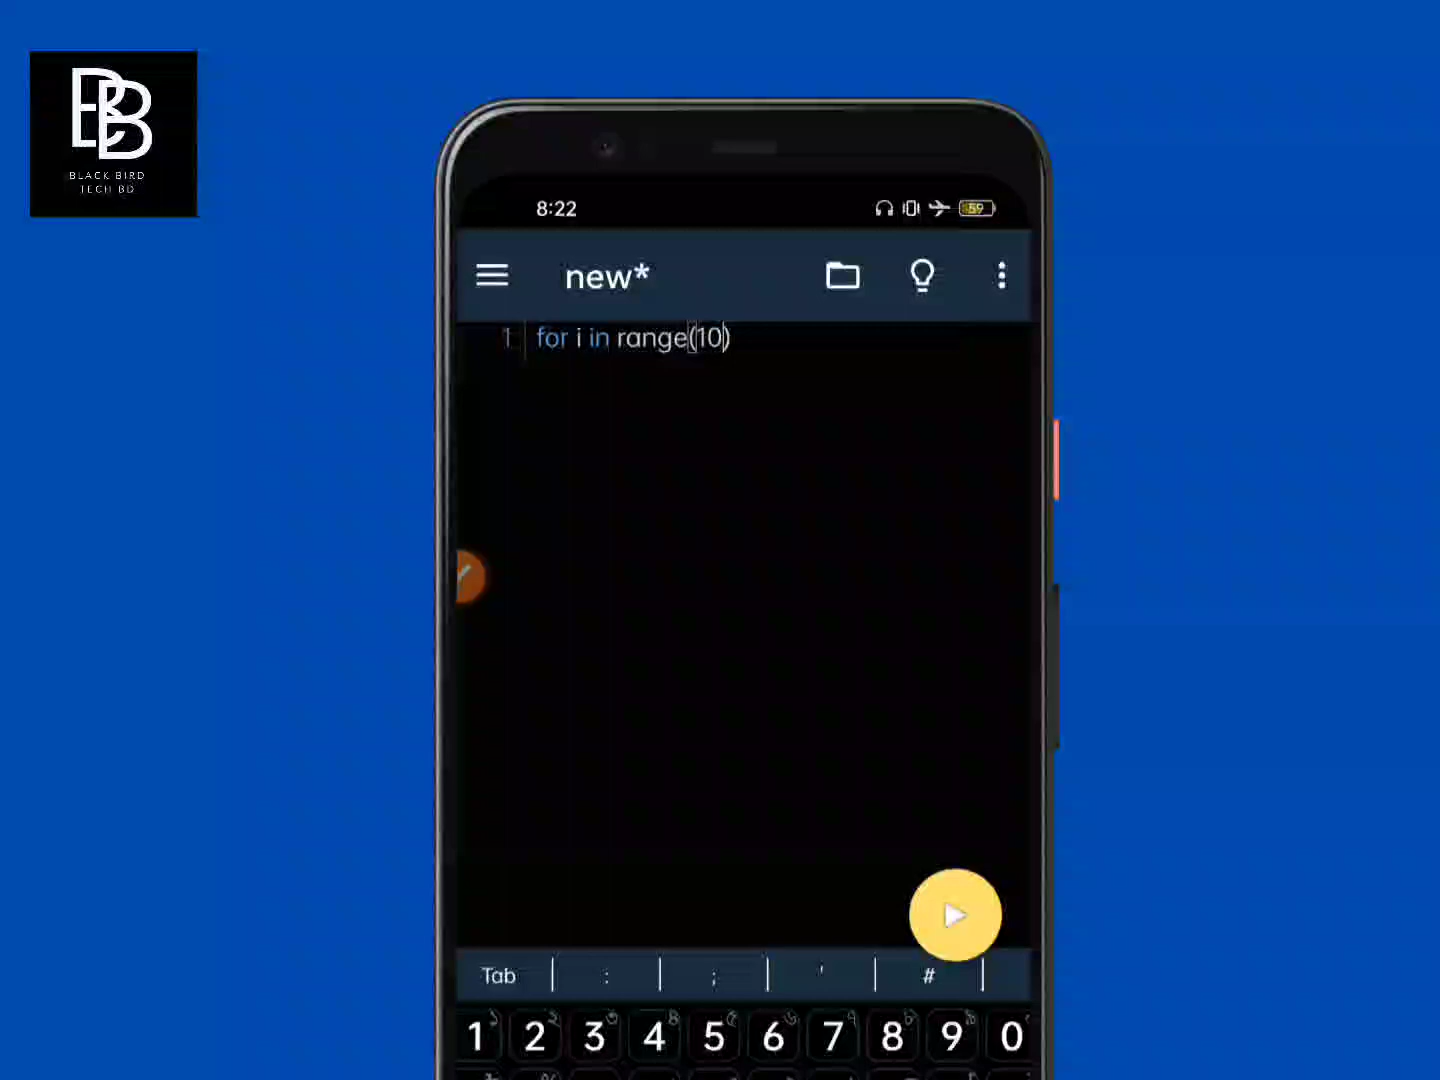 BB
BLACK BIRD
TECH BD
8:22
59
new*
1 for i in range(10)
Tab : ; ' #
1 2 3 4 5 6 7 8 9 0